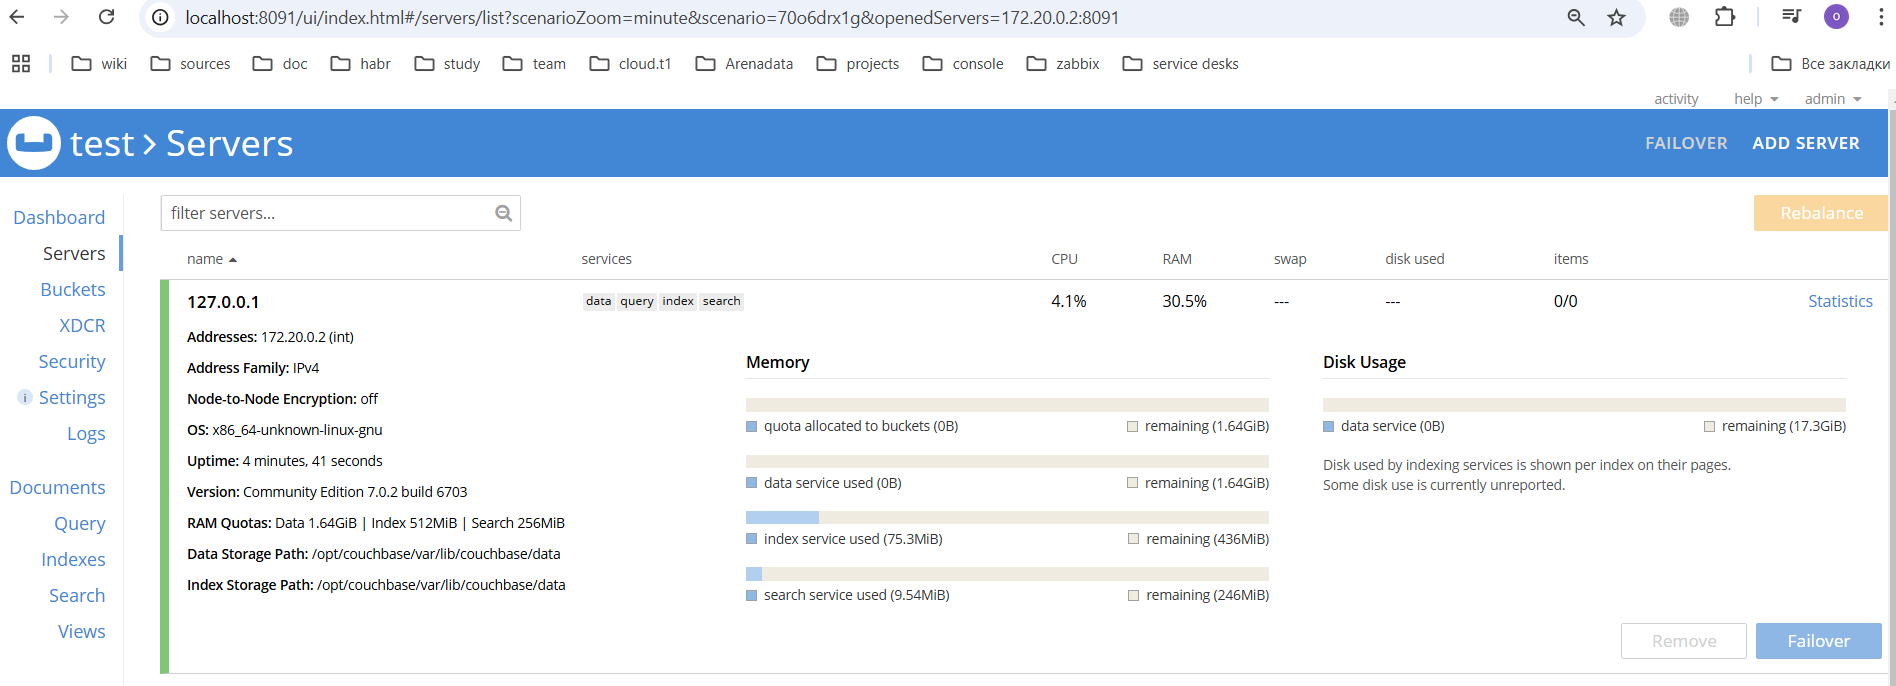 localhost:8091/ui/index.html#/servers/list?scenarioZoom=minute&scenario=70o6drx1g&openedServers=172.20.0.2:8091
O
wiki sources doc habr study team cloud.t1 Arenadata projects console zabbix service desks Все закладки
activity help admin
test > Servers FAILOVER ADD SERVER
filter servers... Rebalance
Dashboard
Servers
Buckets
XDCR
Security
i Settings
Logs
Documents
Query
Indexes
Search
Views
name services CPU RAM swap disk used items
127.0.0.1 data query index search 4.1% 30.5% --- --- 0/0 Statistics
Addresses: 172.20.0.2 (int)
Address Family: IPv4
Node-to-Node Encryption: off
OS: x86_64-unknown-linux-gnu
Uptime: 4 minutes, 41 seconds
Version: Community Edition 7.0.2 build 6703
RAM Quotas: Data 1.64GiB | Index 512MiB | Search 256MiB
Data Storage Path: /opt/couchbase/var/lib/couchbase/data
Index Storage Path: /opt/couchbase/var/lib/couchbase/data
Memory
quota allocated to buckets (0B) remaining (1.64GiB)
data service used (0B) remaining (1.64GiB)
index service used (75.3MiB) remaining (436MiB)
search service used (9.54MiB) remaining (246MiB)
Disk Usage
data service (0B) remaining (17.3GiB)
Disk used by indexing services is shown per index on their pages.
Some disk use is currently unreported.
Remove Failover